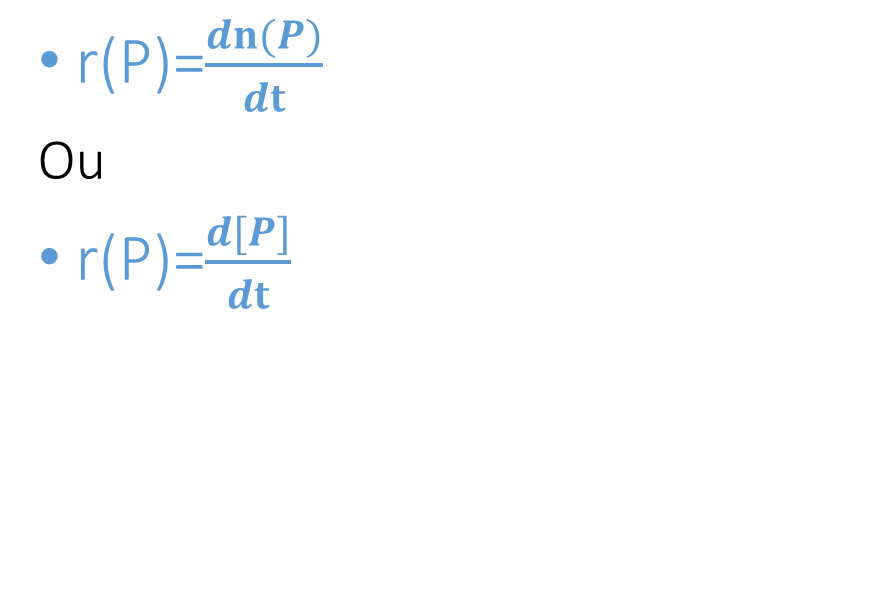 • r(P)=dn(P)/dt
Ou
• r(P)=d[P]/dt